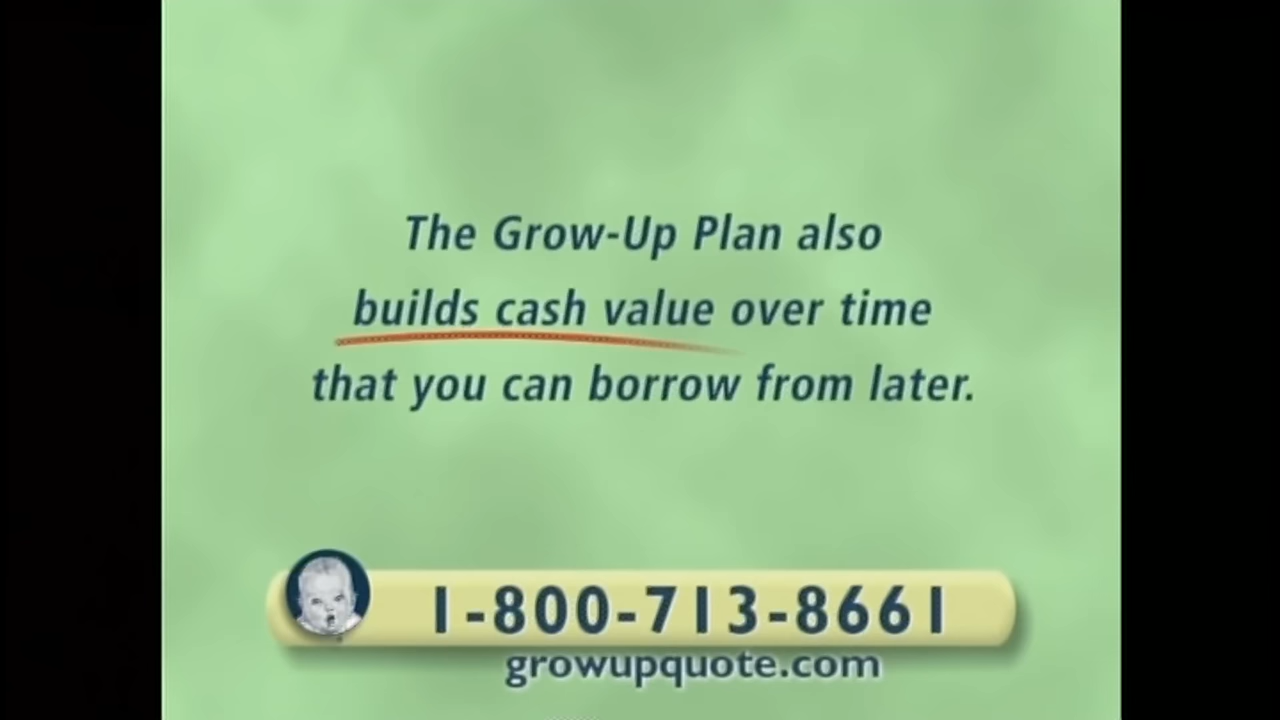 The Grow-Up Plan also
builds cash value over time
that you can borrow from later.
1-800-713-8661
growupquote.com